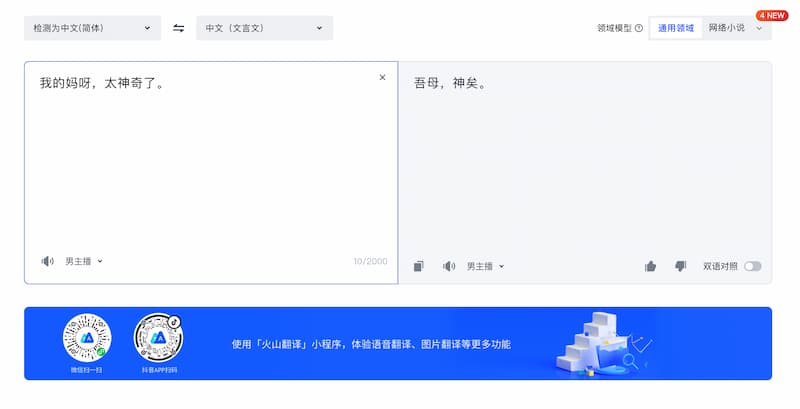 4 NEW
检测为中文(简体)
中文（文言文）
领域模型
通用领域
网络小说
我的妈呀，太神奇了。
吾母，神矣。
男主播
10/2000
男主播
双语对照
使用「火山翻译」小程序，体验语音翻译、图片翻译等更多功能
微信扫一扫
抖音APP扫码